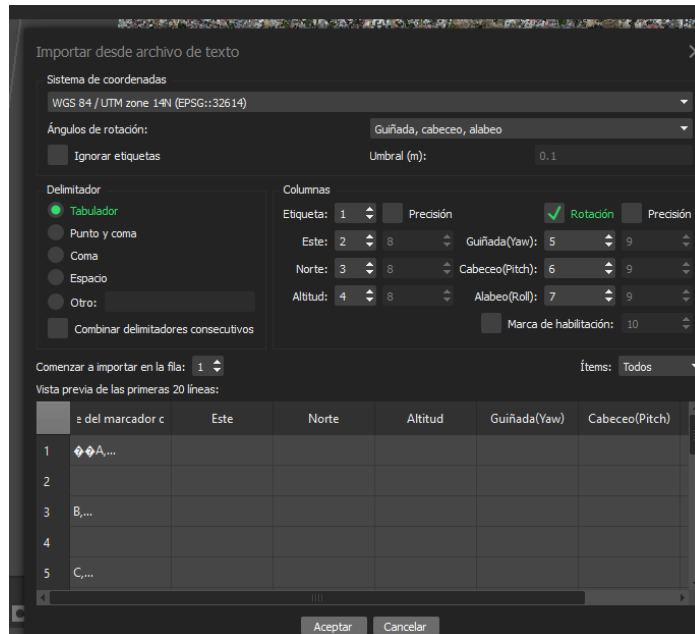 Importar desde archivo de texto
Sistema de coordenadas
WGS 84 / UTM zone 14N (EPSG::32614)
Ángulos de rotación: Guiñada, cabeceo, alabeo
Ignorar etiquetas Umbral (m): 0.1
Delimitador Columnas
Tabulador
Punto y coma
Coma
Espacio
Otro:
Combinar delimitadores consecutivos
Etiqueta: 1 Precisión Rotación Precisión
Este: 2 8 Guiñada(Yaw): 5 9
Norte: 3 8 Cabeceo(Pitch): 6 9
Altitud: 4 8 Alabeo(Roll): 7 9
Marca de habilitación: 10
Comenzar a importar en la fila: 1 Ítems: Todos
Vista previa de las primeras 20 líneas:
e del marcador c Este Norte Altitud Guiñada(Yaw) Cabeceo(Pitch)
1 ��A,...
2
3 B,...
4
5 C,...
Aceptar Cancelar